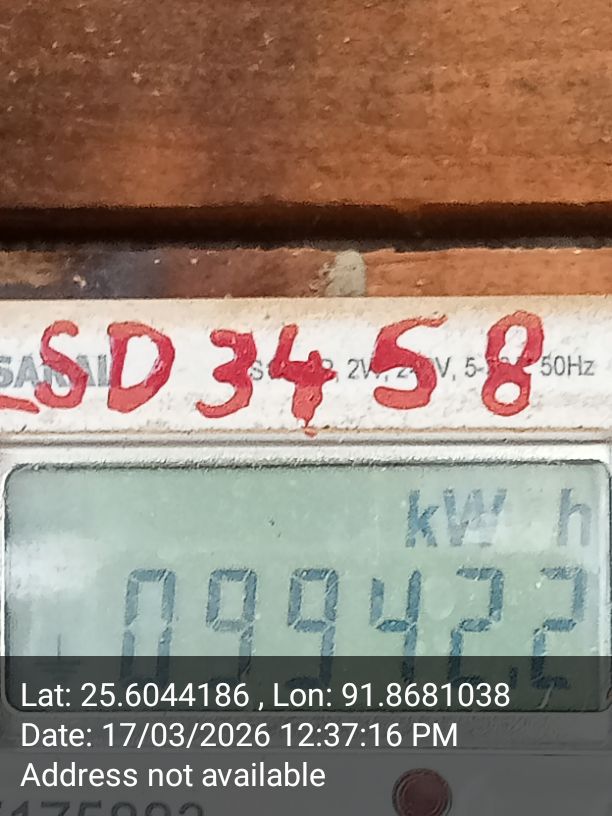 SD 3458
50Hz
kW h
099422
Lat: 25.6044186 , Lon: 91.8681038
Date: 17/03/2026 12:37:16 PM
Address not available